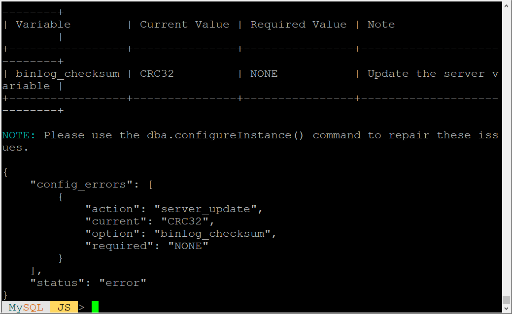 --------+
| Variable        | Current Value | Required Value | Note
        |
+-----------------+---------------+----------------+-------------------
--------+
| binlog_checksum | CRC32         | NONE           | Update the server v
ariable |
+-----------------+---------------+----------------+-------------------
--------+
NOTE: Please use the dba.configureInstance() command to repair these iss
ues.
{
    "config_errors": [
        {
            "action": "server_update",
            "current": "CRC32",
            "option": "binlog_checksum",
            "required": "NONE"
        }
    ],
    "status": "error"
}
MySQL JS >